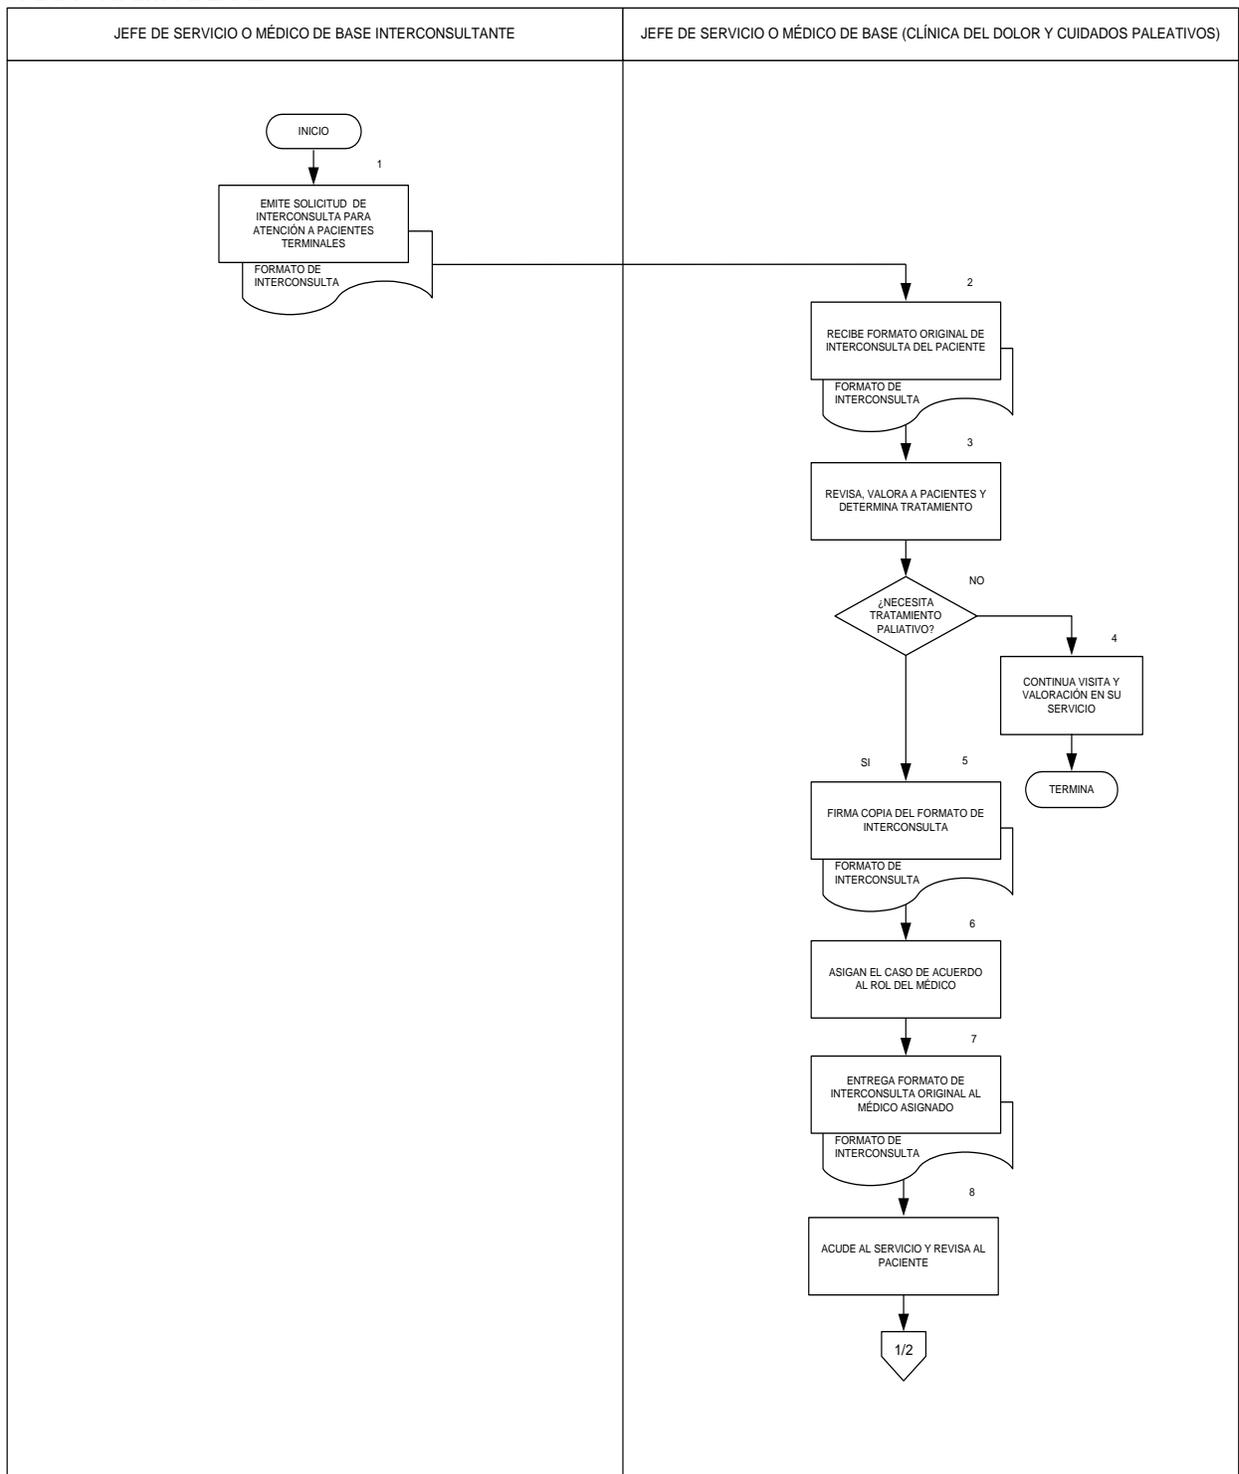 JEFE DE SERVICIO O MÉDICO DE BASE INTERCONSULTANTE
JEFE DE SERVICIO O MÉDICO DE BASE (CLÍNICA DEL DOLOR Y CUIDADOS PALEATIVOS)
INICIO
1
EMITE SOLICITUD DE
INTERCONSULTA PARA
ATENCIÓN A PACIENTES
TERMINALES
FORMATO DE
INTERCONSULTA
2
RECIBE FORMATO ORIGINAL DE
INTERCONSULTA DEL PACIENTE
FORMATO DE
INTERCONSULTA
3
REVISA, VALORA A PACIENTES Y
DETERMINA TRATAMIENTO
¿NECESITA
TRATAMIENTO
PALIATIVO?
NO
4
CONTINUA VISITA Y
VALORACIÓN EN SU
SERVICIO
TERMINA
SI
5
FIRMA COPIA DEL FORMATO DE
INTERCONSULTA
FORMATO DE
INTERCONSULTA
6
ASIGAN EL CASO DE ACUERDO
AL ROL DEL MÉDICO
7
ENTREGA FORMATO DE
INTERCONSULTA ORIGINAL AL
MÉDICO ASIGNADO
FORMATO DE
INTERCONSULTA
8
ACUDE AL SERVICIO Y REVISA AL
PACIENTE
1/2